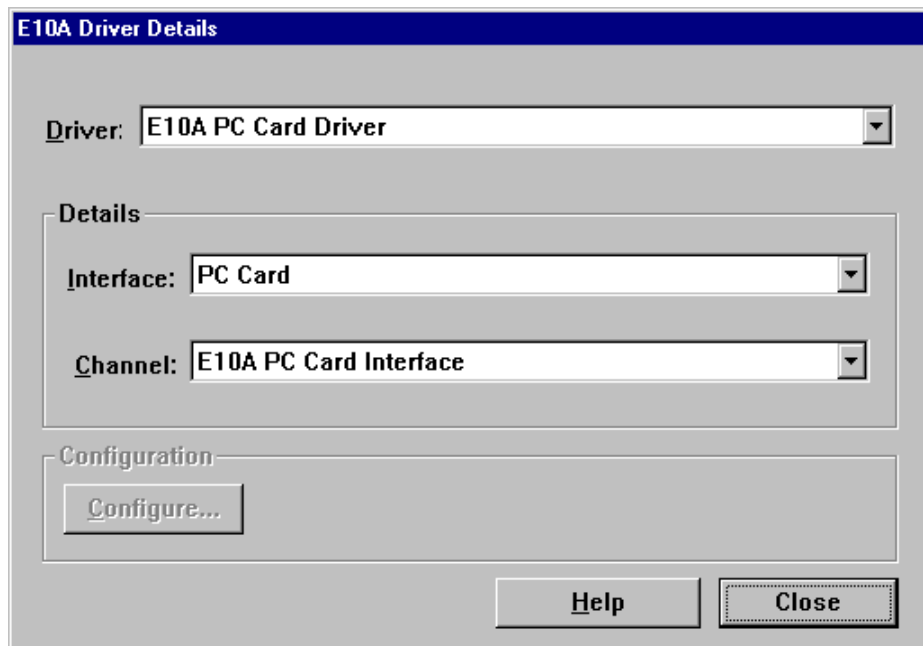 E10A Driver Details
Driver: E10A PC Card Driver
Details
Interface: PC Card
Channel: E10A PC Card Interface
Configuration
Configure...
Help Close